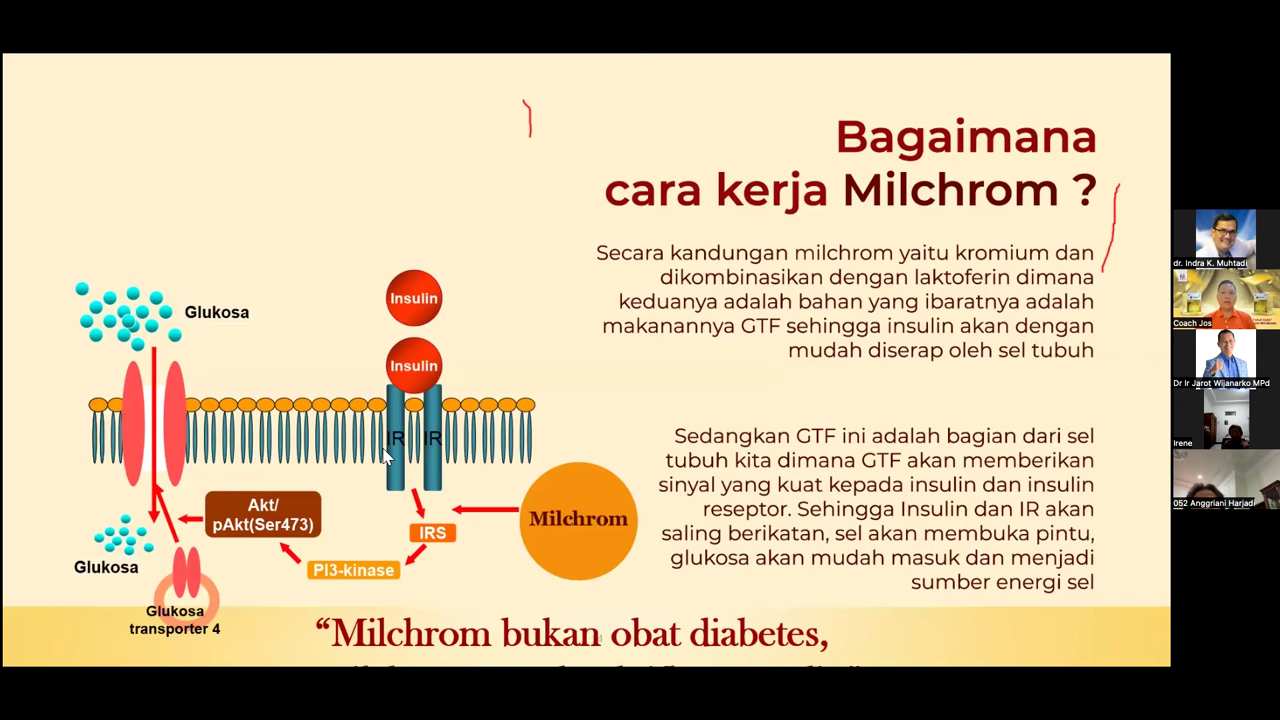 Bagaimana
cara kerja Milchrom ?
Secara kandungan milchrom yaitu kromium dan
dikombinasikan dengan laktoferin dimana
keduanya adalah bahan yang ibaratnya adalah
makanannya GTF sehingga insulin akan dengan
mudah diserap oleh sel tubuh
Sedangkan GTF ini adalah bagian dari sel
tubuh kita dimana GTF akan memberikan
sinyal yang kuat kepada insulin dan insulin
reseptor. Sehingga Insulin dan IR akan
saling berikatan, sel akan membuka pintu,
glukosa akan mudah masuk dan menjadi
sumber energi sel
Glukosa
Insulin
Insulin
IR
IR
Akt/
pAkt(Ser473)
IRS
Milchrom
PI3-kinase
Glukosa
Glukosa
transporter 4
“Milchrom bukan obat diabetes,
dr. Indra K. Muhtadi
Coach Jos
Dr Ir Jarot Wijanarko MPd
Irene
052 Anggriani Harjadi